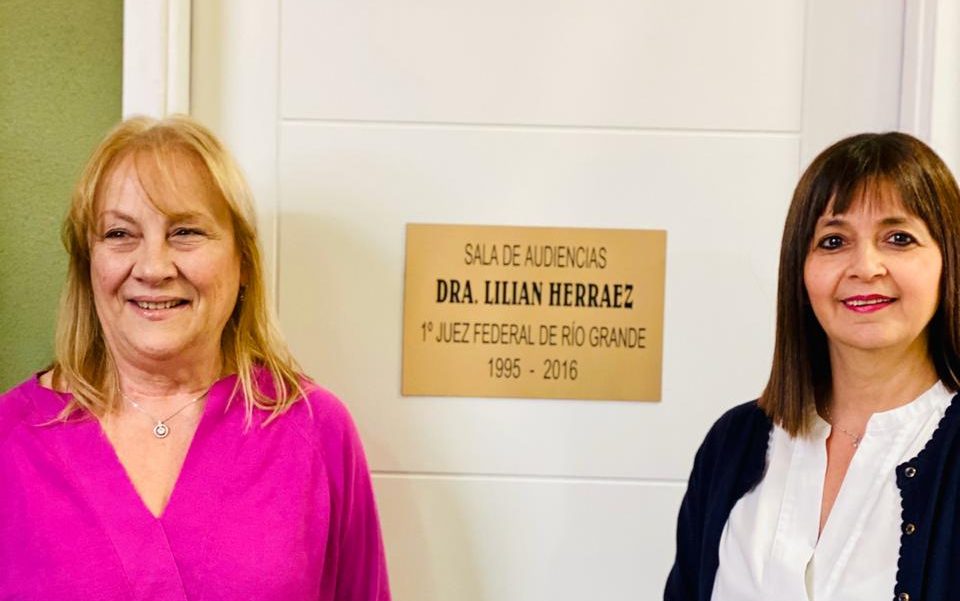 SALA DE AUDIENCIAS
DRA. LILIAN HERRAEZ
1º JUEZ FEDERAL DE RÍO GRANDE
1995 - 2016